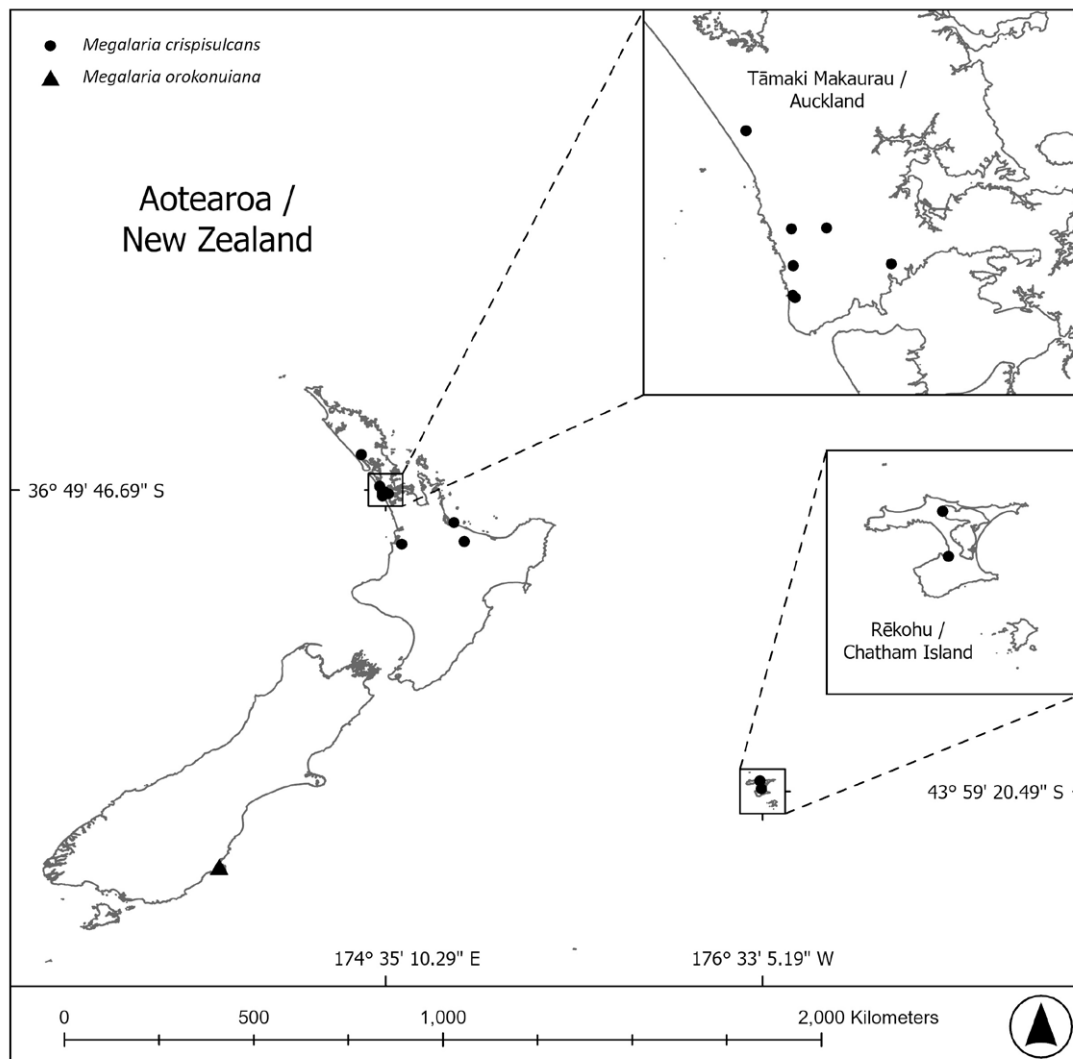 Megalaria crispisulcans
Megalaria orokonuiana
Aotearoa /
New Zealand
Tāmaki Makaurau /
Auckland
36° 49' 46.69" S
Rēkohu /
Chatham Island
43° 59' 20.49" S
174° 35' 10.29" E
176° 33' 5.19" W
0
500
1,000
2,000 Kilometers